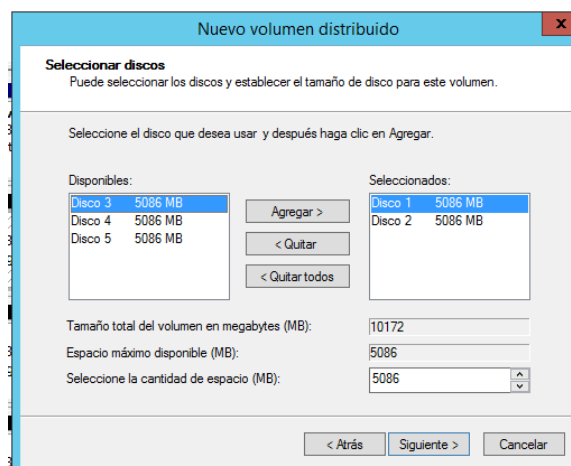 Nuevo volumen distribuido
x
Seleccionar discos
Puede seleccionar los discos y establecer el tamaño de disco para este volumen.
Seleccione el disco que desea usar y después haga clic en Agregar.
Disponibles:
Seleccionados:
Disco 3 5086 MB
Disco 4 5086 MB
Disco 5 5086 MB
Agregar >
< Quitar
< Quitar todos
Disco 1 5086 MB
Disco 2 5086 MB
Tamaño total del volumen en megabytes (MB): 10172
Espacio máximo disponible (MB): 5086
Seleccione la cantidad de espacio (MB): 5086
< Atrás Siguiente > Cancelar